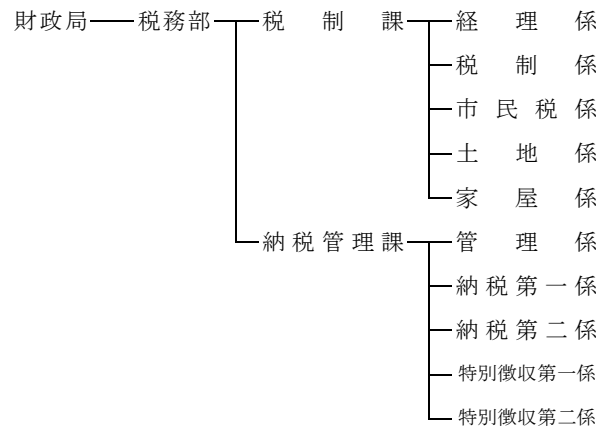 財政局 税務部 税制課 経理係
税制係
市民税係
土地係
家屋係
納税管理課 管理係
納税第一係
納税第二係
特別徴収第一係
特別徴収第二係